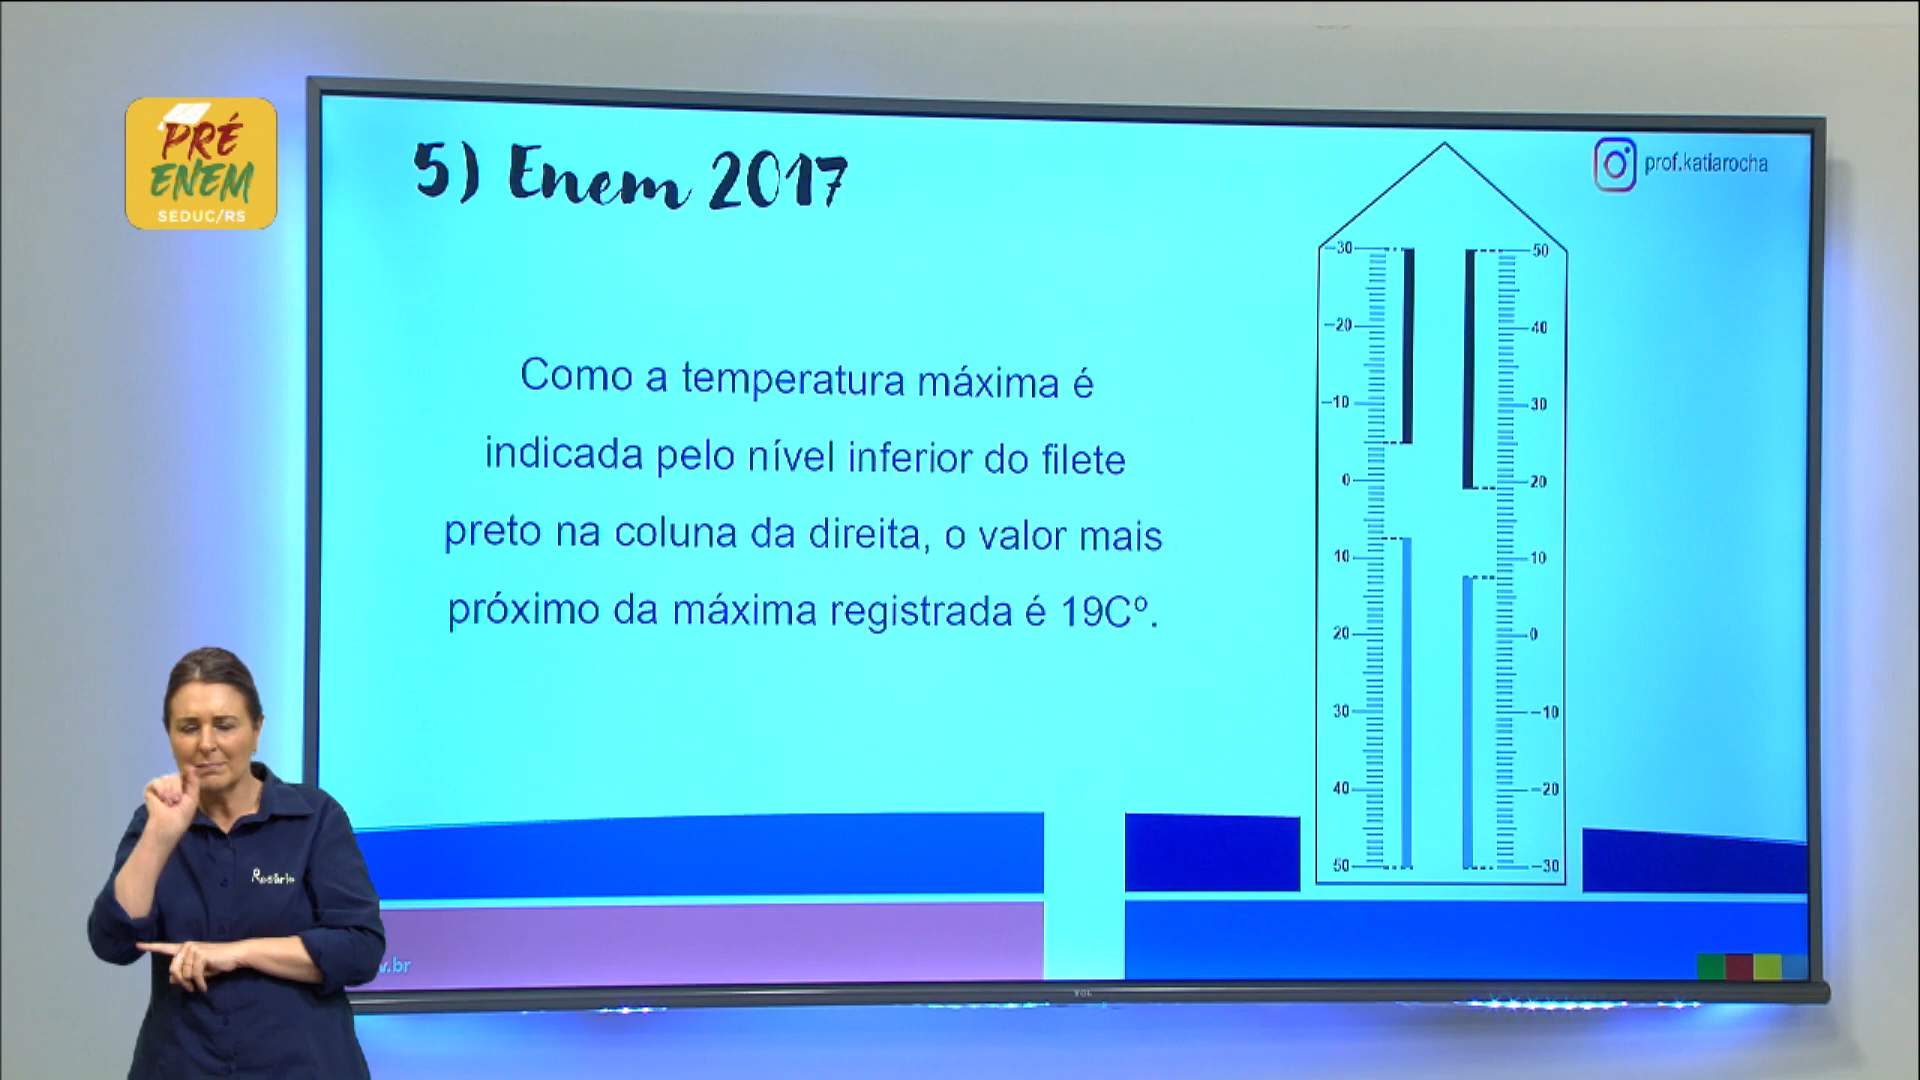 PRÉ
ENEM
SEDUC/RS
5) Enem 2017
prof.katiarocha
Como a temperatura máxima é
indicada pelo nível inferior do filete
preto na coluna da direita, o valor mais
próximo da máxima registrada é 19Cº.
-30 50
-20 40
-10 30
0 20
10 10
20 0
30 -10
40 -20
50 -30
Rosário
v.br
TCL